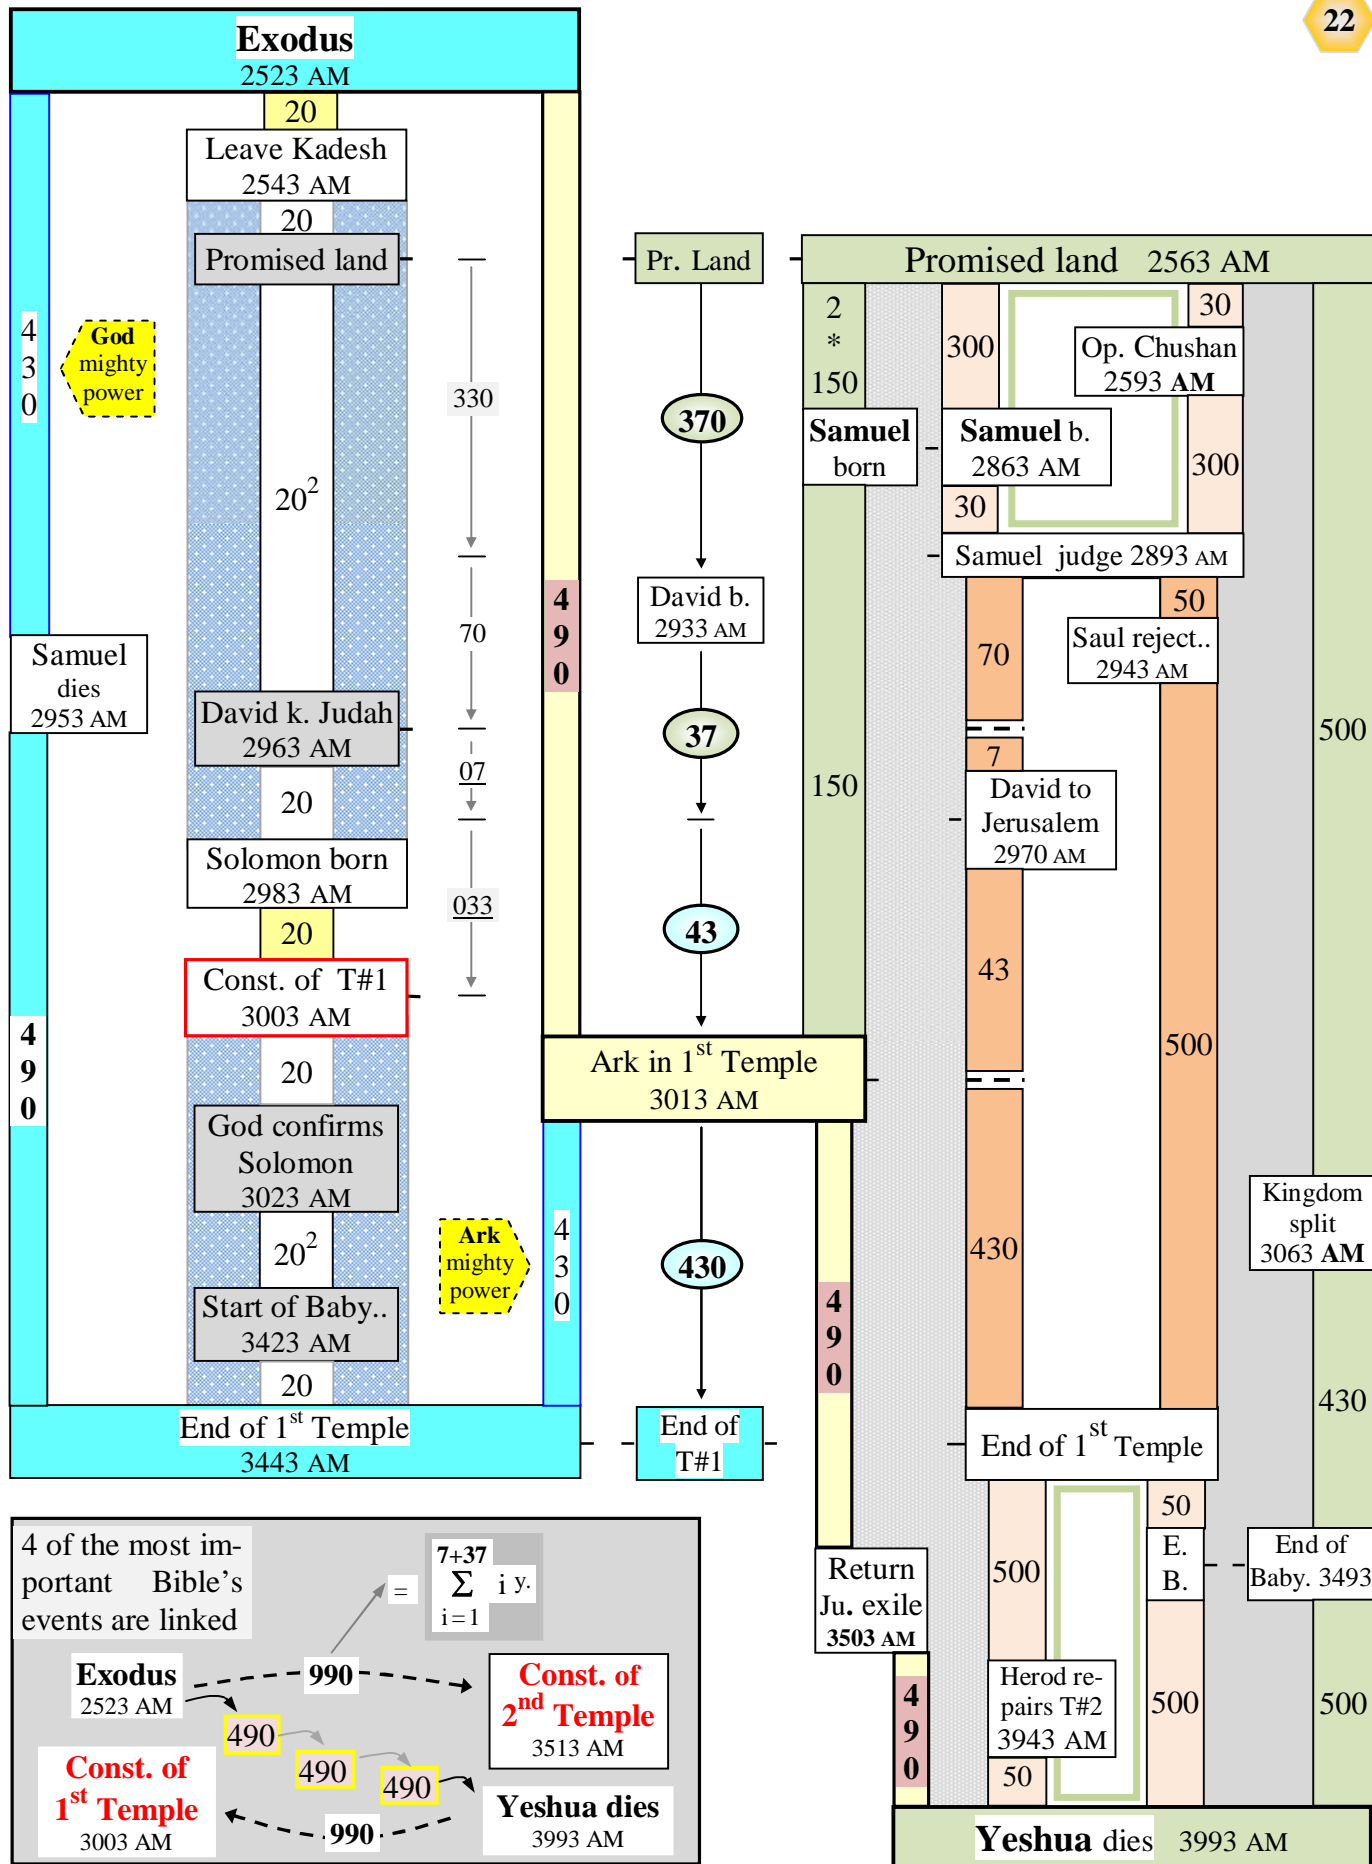 22
Exodus
2523 AM
20
Leave Kadesh
2543 AM
20
Promised land
4
3
0
God
mighty
power
20²
330
70
Samuel
dies
2953 AM
David k. Judah
2963 AM
07
20
Solomon born
2983 AM
033
20
Const. of T#1
3003 AM
4
9
0
20
God confirms
Solomon
3023 AM
20²
Start of Baby..
3423 AM
20
Ark
mighty
power
4
3
0
End of 1st Temple
3443 AM
4
9
0
Pr. Land
370
David b.
2933 AM
37
43
Ark in 1st Temple
3013 AM
430
End of
T#1
Promised land 2563 AM
2
*
150
Samuel
born
150
300
Samuel b.
2863 AM
30
30
Op. Chushan
2593 AM
300
Samuel judge 2893 AM
70
50
Saul reject..
2943 AM
7
David to
Jerusalem
2970 AM
43
500
430
End of 1st Temple
500
Kingdom
split
3063 AM
430
4
9
0
Return
Ju. exile
3503 AM
4
9
0
500
50
E.
B.
End of
Baby. 3493
Herod re-
pairs T#2
3943 AM
50
500
500
Yeshua dies 3993 AM
4 of the most im-
portant Bible's
events are linked
=
7+37
Σ i y.
i=1
Exodus
2523 AM
990
Const. of
2nd Temple
3513 AM
490
490
490
Const. of
1st Temple
3003 AM
990
Yeshua dies
3993 AM